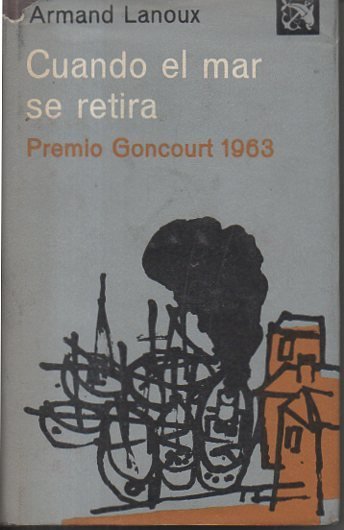 Armand Lanoux
Cuando el mar
se retira
Premio Goncourt 1963